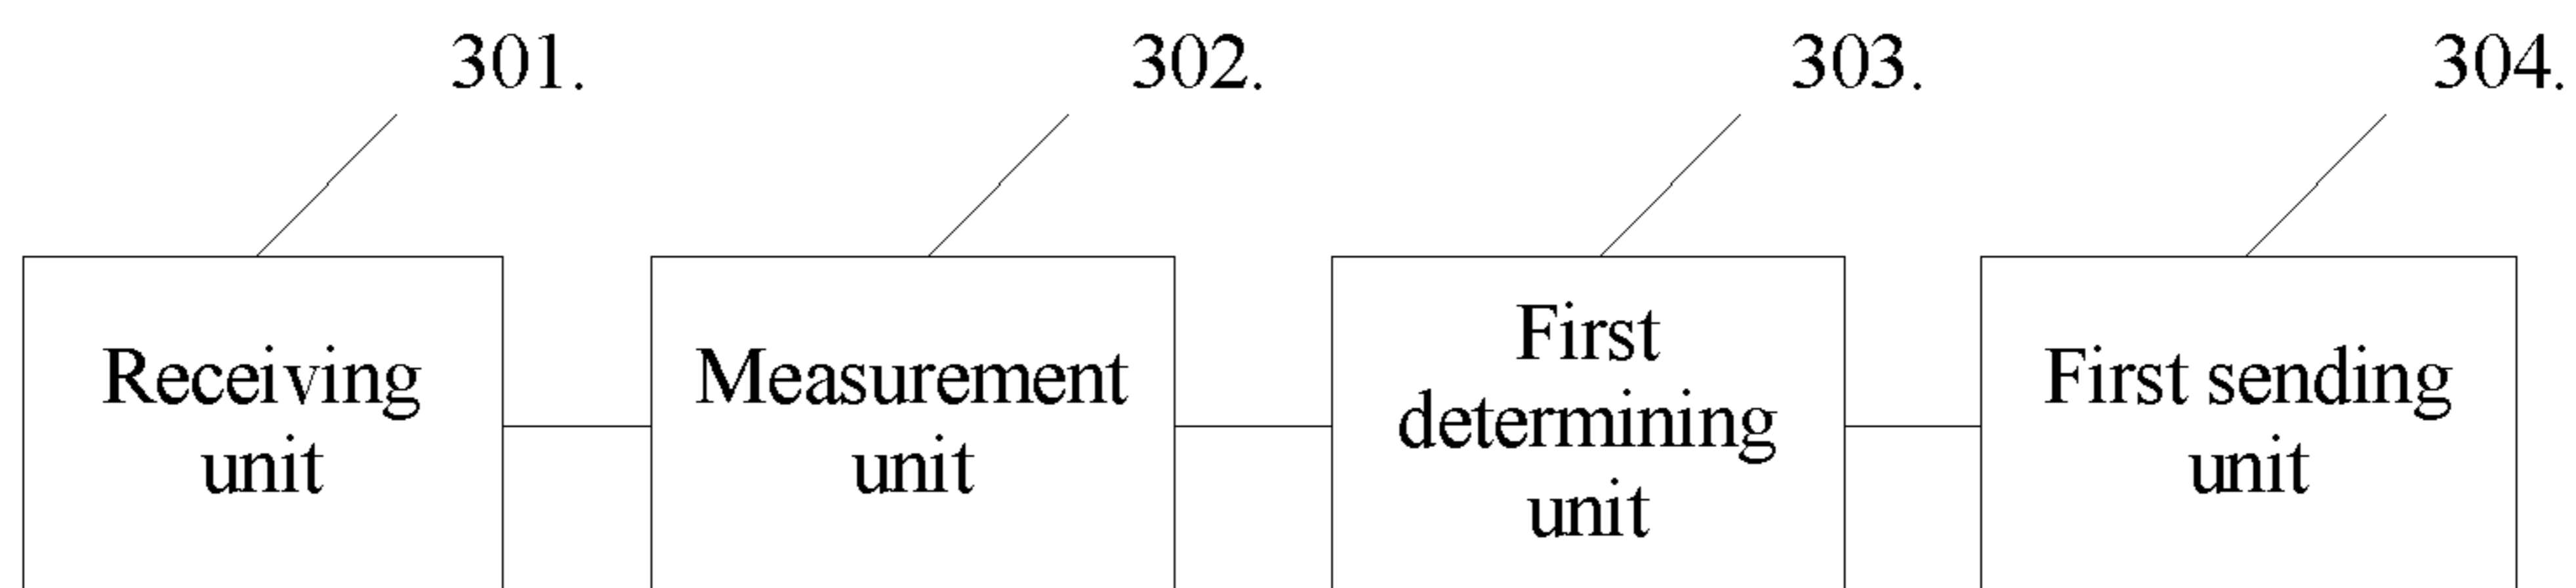 301.
302.
303.
304.
Receiving
unit
Measurement
unit
First
determining
unit
First sending
unit